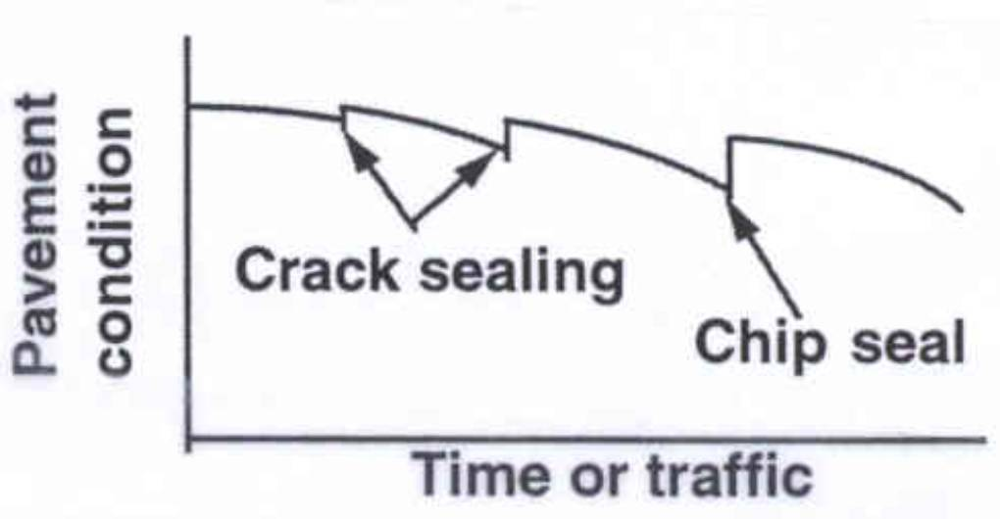 Pavement
condition
Crack sealing
Chip seal
Time or traffic